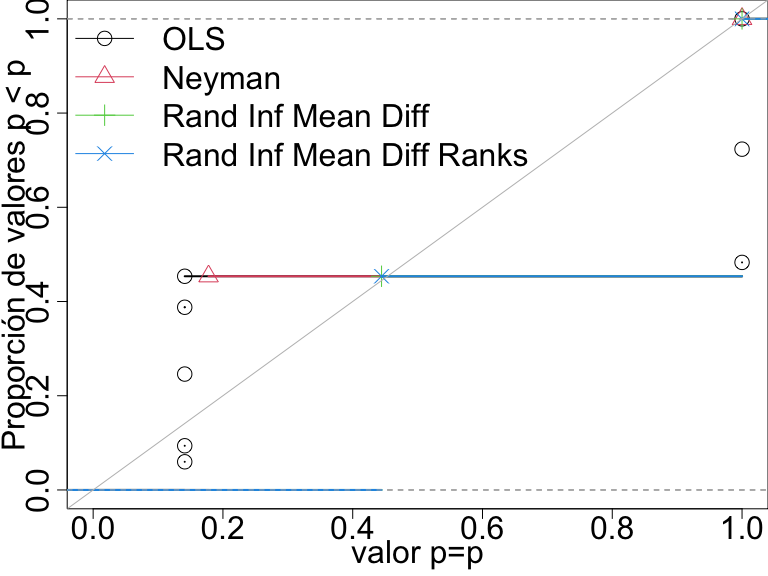 OLS
Neyman
Rand Inf Mean Diff
Rand Inf Mean Diff Ranks
Proporción de valores p < p
1.0
0.8
0.6
0.4
0.2
0.0
0.0 0.2 0.4 0.6 0.8 1.0
valor p=p